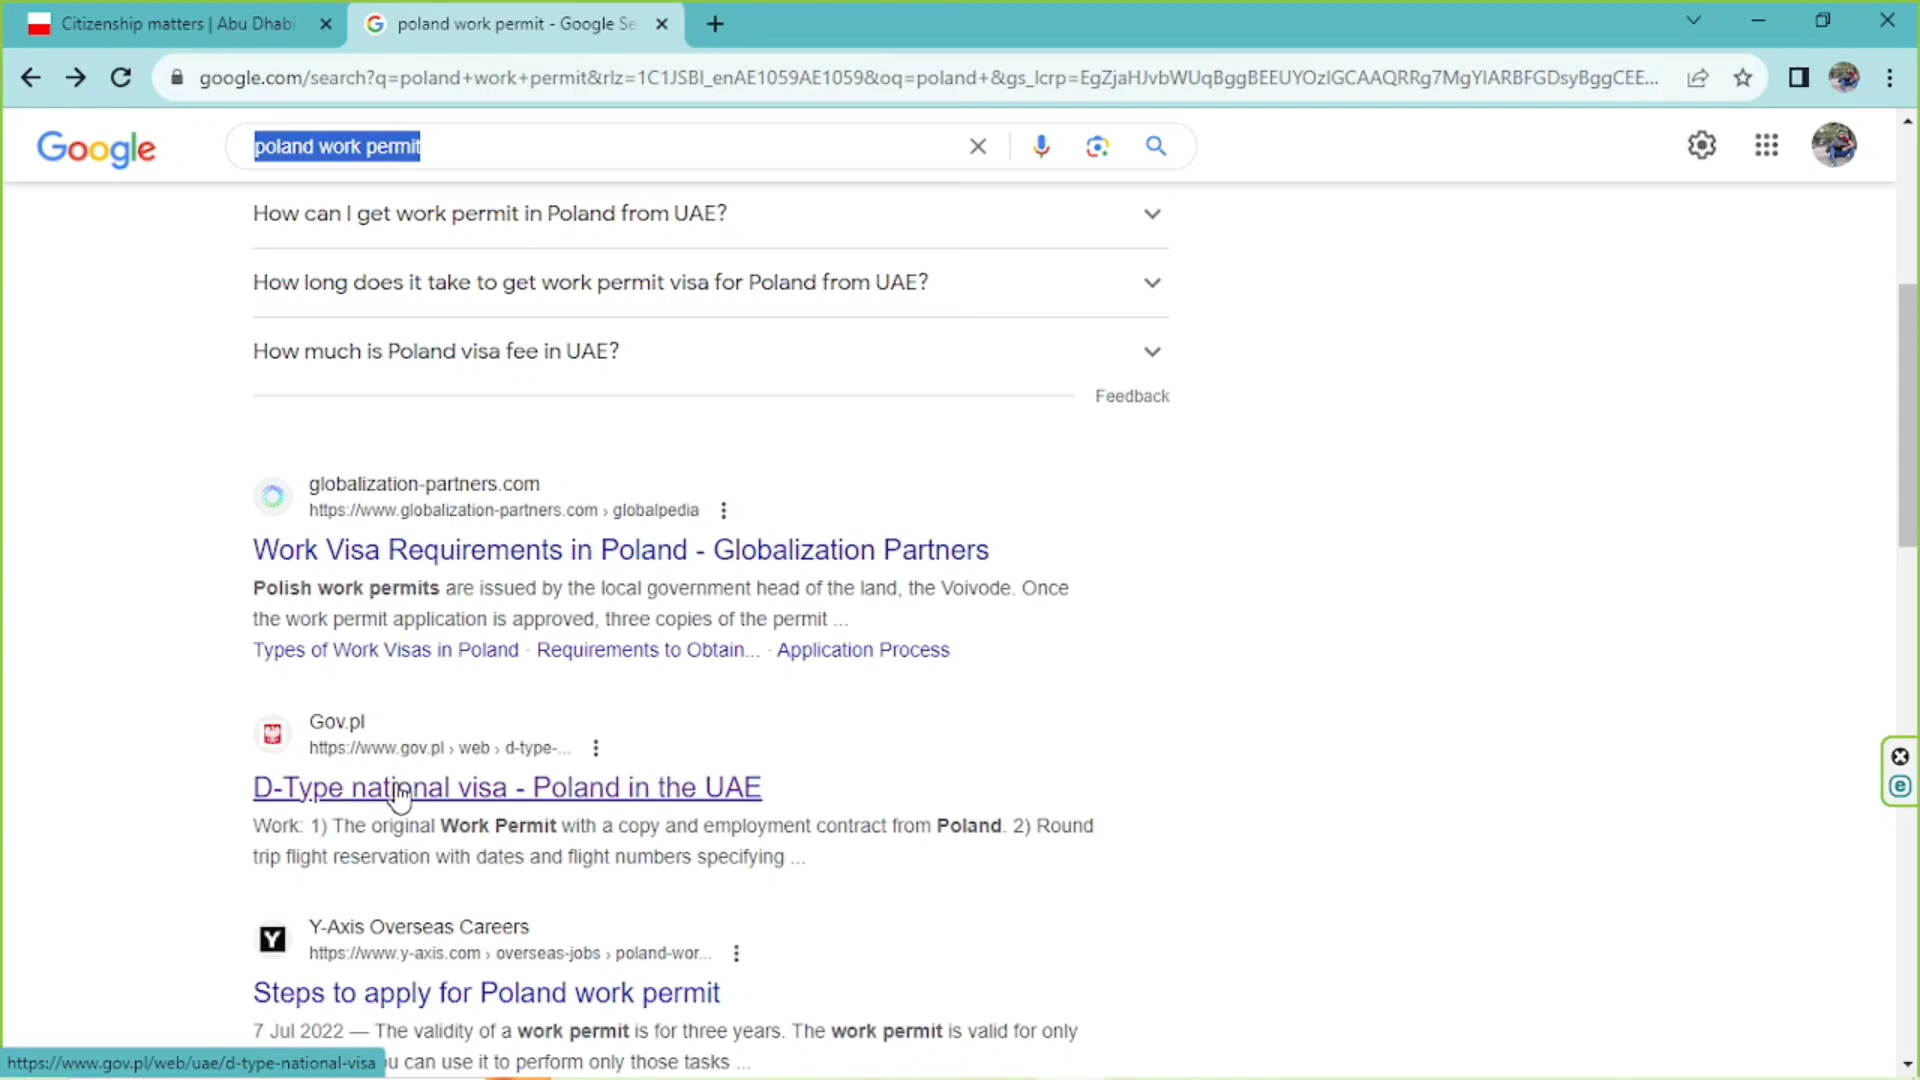 Citizenship matters | Abu Dhabi
poland work permit - Google Se
google.com/search?q=poland+work+permit&rlz=1C1JSBI_enAE1059AE1059&oq=poland+&gs_lcrp=EgZjaHJvbWUqBggBEEUYOzIGCAAQRRg7MgYIARBFGDsyBggCEE...
Google
poland work permit
How can I get work permit in Poland from UAE?
How long does it take to get work permit visa for Poland from UAE?
How much is Poland visa fee in UAE?
Feedback
globalization-partners.com
https://www.globalization-partners.com › globalpedia
Work Visa Requirements in Poland - Globalization Partners
Polish work permits are issued by the local government head of the land, the Voivode. Once
the work permit application is approved, three copies of the permit ...
Types of Work Visas in Poland · Requirements to Obtain... · Application Process
Gov.pl
https://www.gov.pl › web › d-type-...
D-Type national visa - Poland in the UAE
Work: 1) The original Work Permit with a copy and employment contract from Poland. 2) Round
trip flight reservation with dates and flight numbers specifying ...
Y
Y-Axis Overseas Careers
https://www.y-axis.com › overseas-jobs › poland-wor...
Steps to apply for Poland work permit
7 Jul 2022 — The validity of a work permit is for three years. The work permit is valid for only
u can use it to perform only those tasks ...
https://www.gov.pl/web/uae/d-type-national-visa